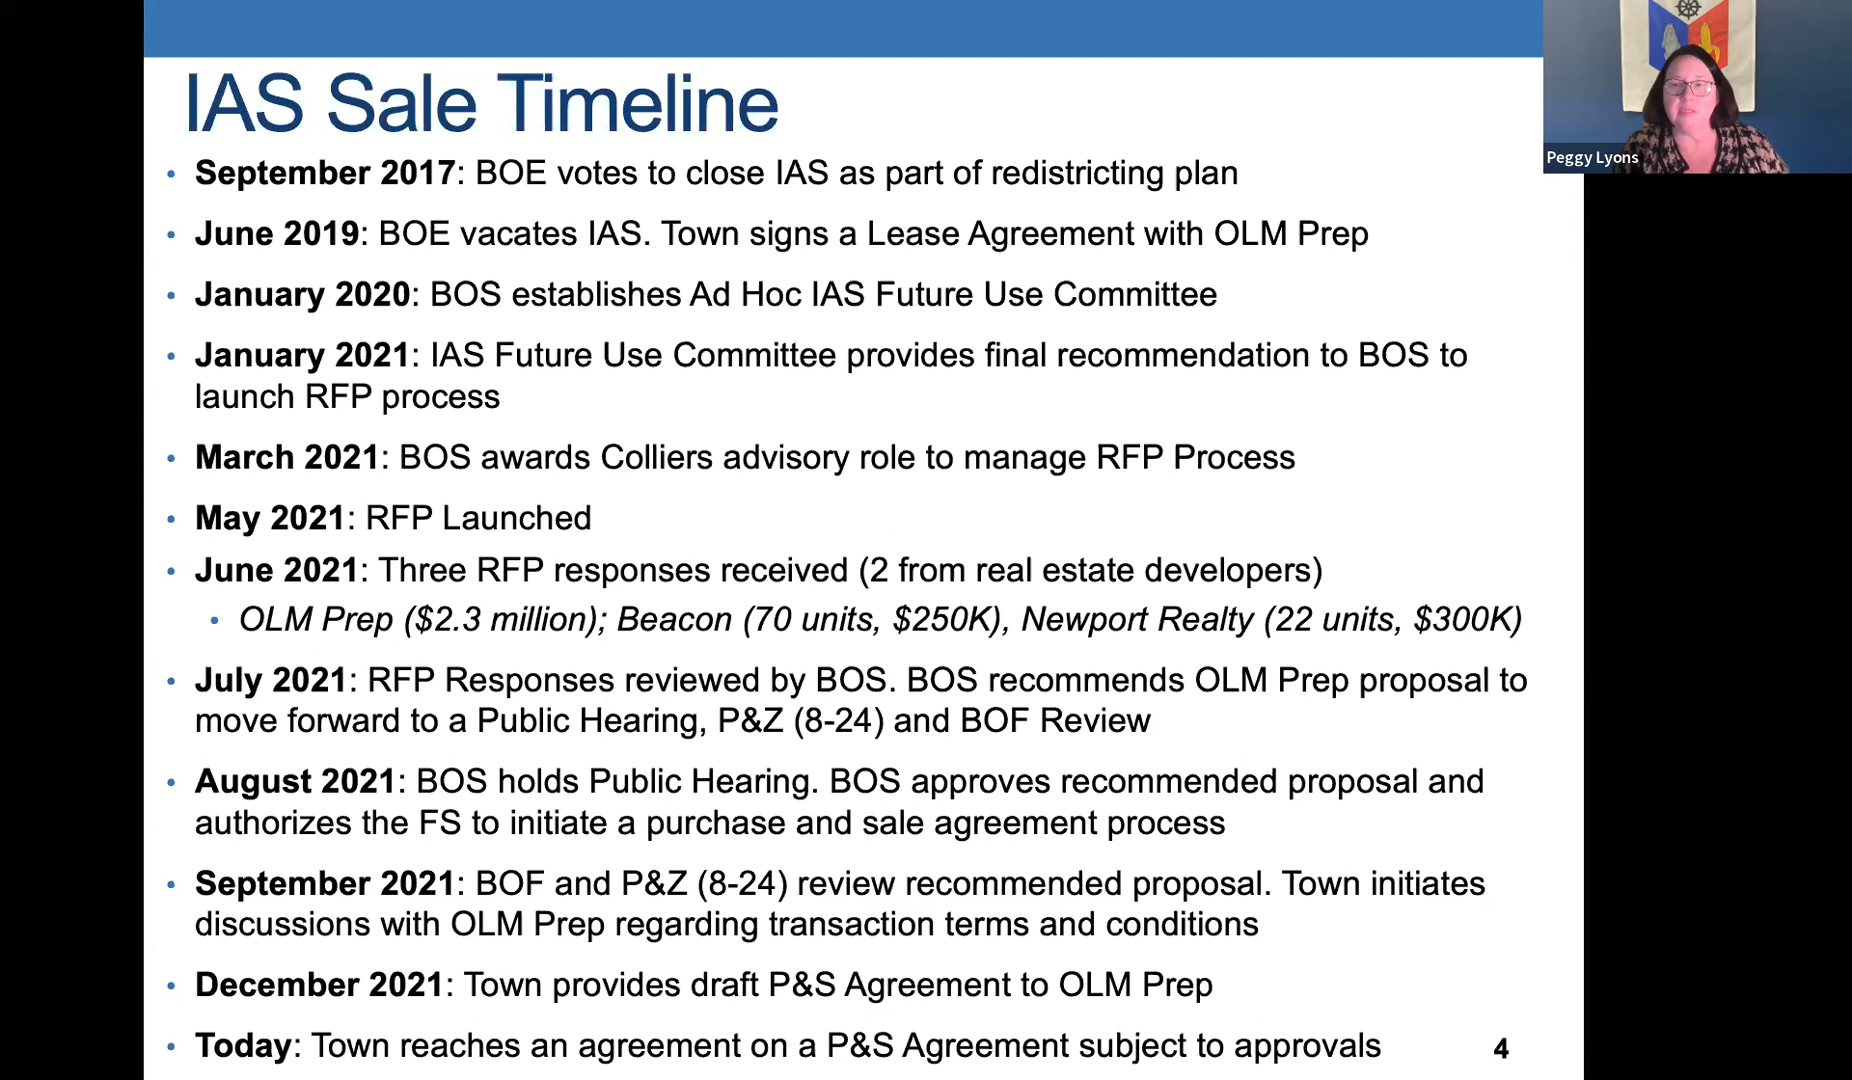 IAS Sale Timeline
Peggy Lyons
• September 2017: BOE votes to close IAS as part of redistricting plan
• June 2019: BOE vacates IAS. Town signs a Lease Agreement with OLM Prep
• January 2020: BOS establishes Ad Hoc IAS Future Use Committee
• January 2021: IAS Future Use Committee provides final recommendation to BOS to
launch RFP process
• March 2021: BOS awards Colliers advisory role to manage RFP Process
• May 2021: RFP Launched
• June 2021: Three RFP responses received (2 from real estate developers)
• OLM Prep ($2.3 million); Beacon (70 units, $250K), Newport Realty (22 units, $300K)
• July 2021: RFP Responses reviewed by BOS. BOS recommends OLM Prep proposal to
move forward to a Public Hearing, P&Z (8-24) and BOF Review
• August 2021: BOS holds Public Hearing. BOS approves recommended proposal and
authorizes the FS to initiate a purchase and sale agreement process
• September 2021: BOF and P&Z (8-24) review recommended proposal. Town initiates
discussions with OLM Prep regarding transaction terms and conditions
• December 2021: Town provides draft P&S Agreement to OLM Prep
• Today: Town reaches an agreement on a P&S Agreement subject to approvals
4